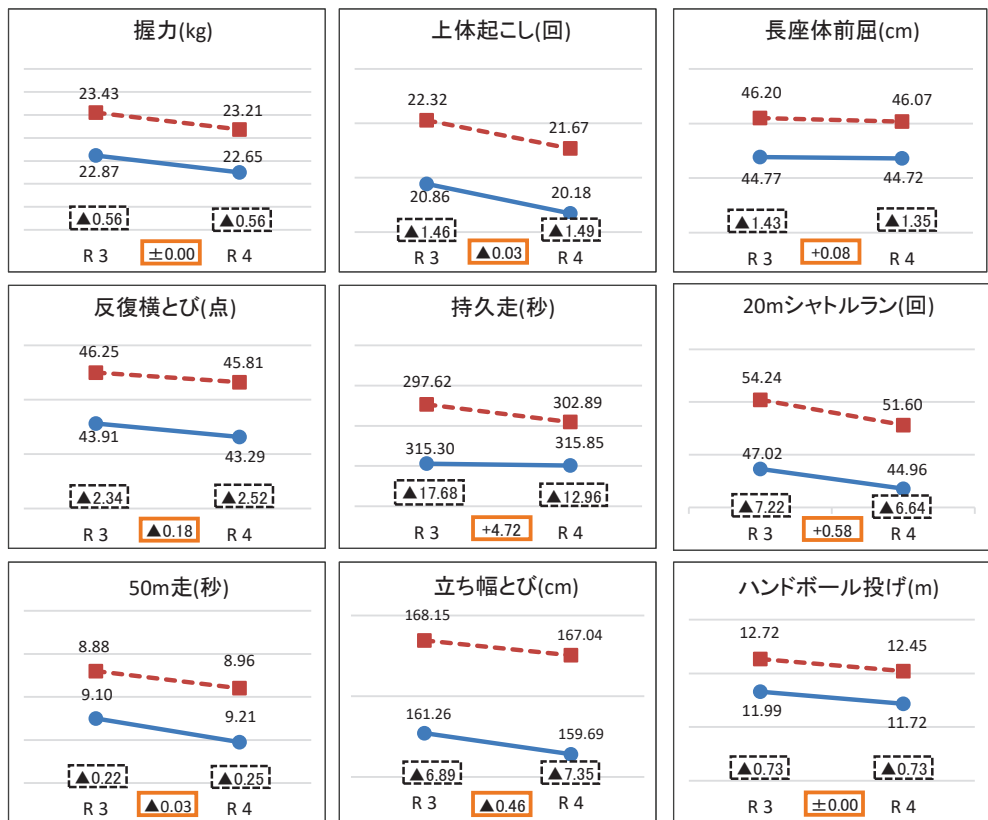 握力(kg)
23.43
23.21
22.87
22.65
▲0.56
▲0.56
R 3
±0.00
R 4
上体起こし(回)
22.32
21.67
20.86
20.18
▲1.46
▲1.49
R 3
▲0.03
R 4
長座体前屈(cm)
46.20
46.07
44.77
44.72
▲1.43
▲1.35
R 3
+0.08
R 4
反復横とび(点)
46.25
45.81
43.91
43.29
▲2.34
▲2.52
R 3
▲0.18
R 4
持久走(秒)
297.62
302.89
315.30
315.85
▲17.68
▲12.96
R 3
+4.72
R 4
20mシャトルラン(回)
54.24
51.60
47.02
44.96
▲7.22
▲6.64
R 3
+0.58
R 4
50m走(秒)
8.88
8.96
9.10
9.21
▲0.22
▲0.25
R 3
▲0.03
R 4
立ち幅とび(cm)
168.15
167.04
161.26
159.69
▲6.89
▲7.35
R 3
▲0.46
R 4
ハンドボール投げ(m)
12.72
12.45
11.99
11.72
▲0.73
▲0.73
R 3
±0.00
R 4